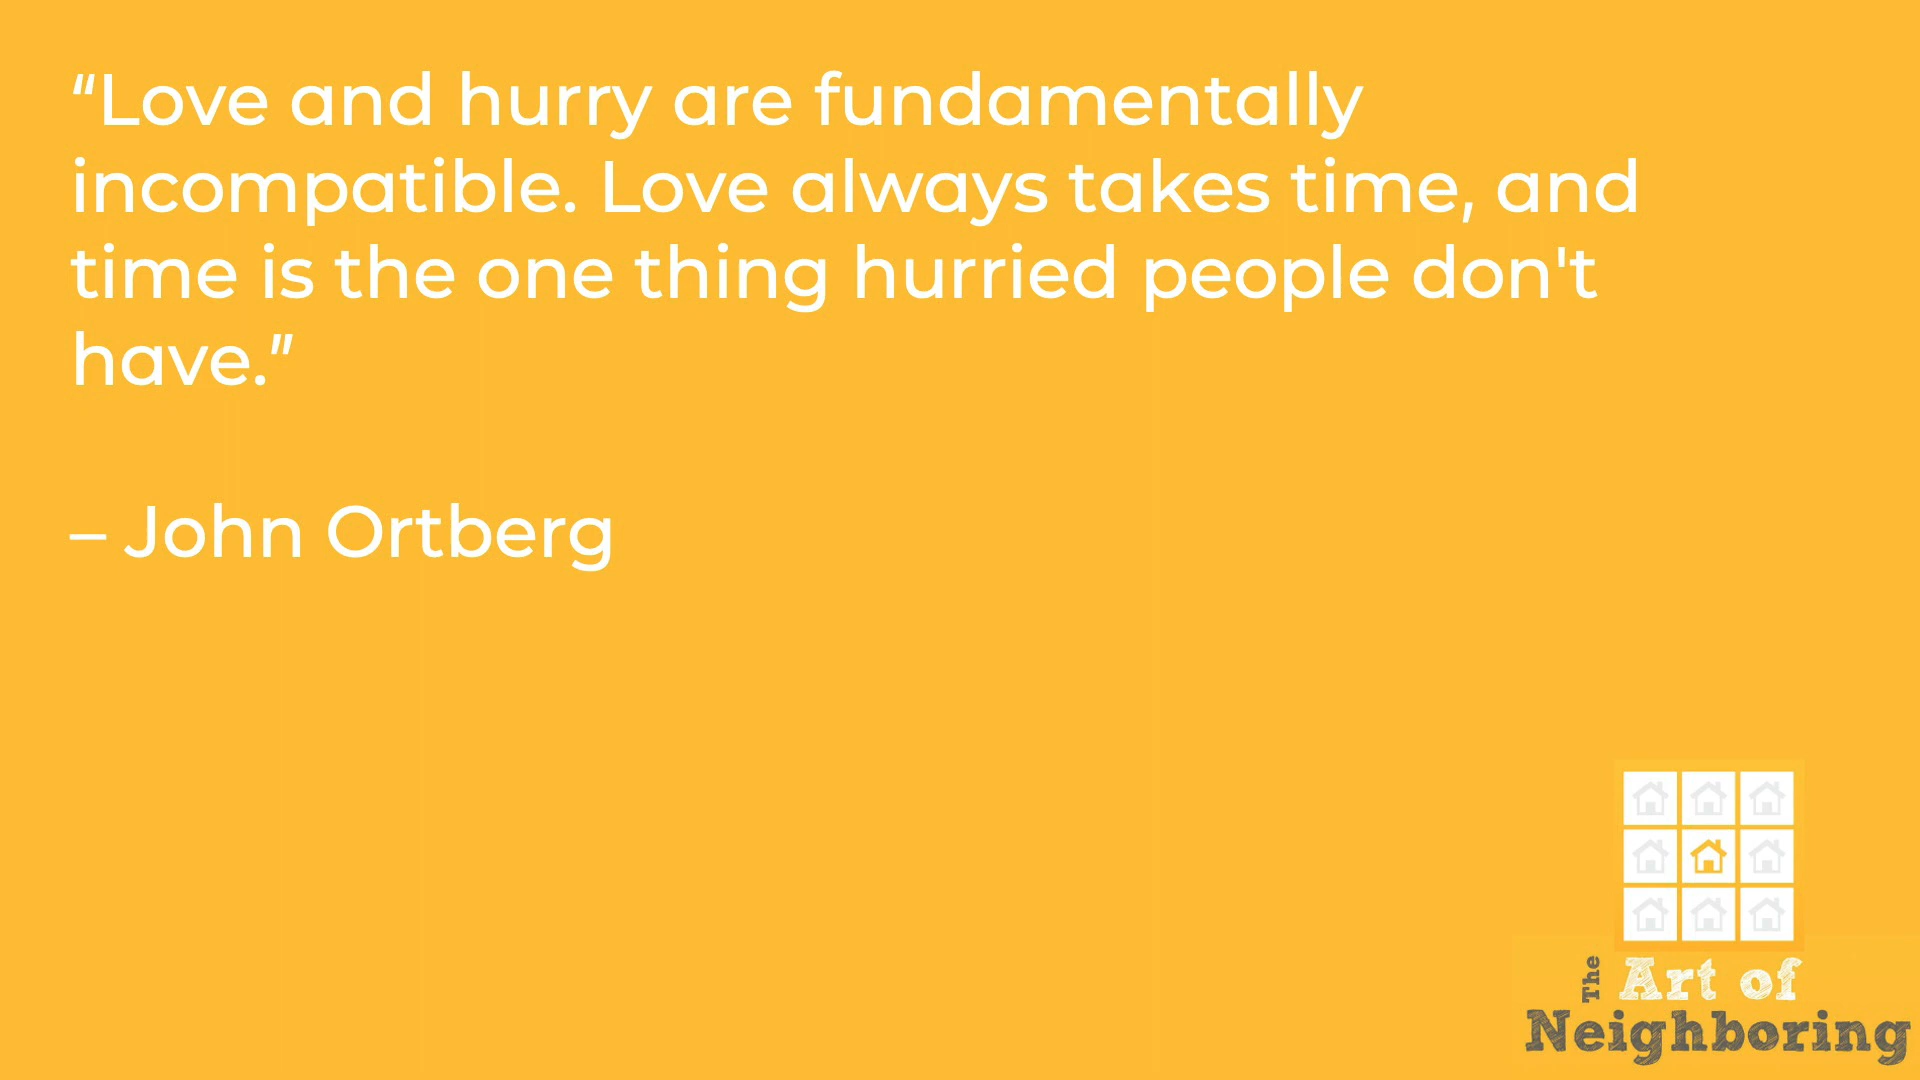 “Love and hurry are fundamentally
incompatible. Love always takes time, and
time is the one thing hurried people don't
have.”
– John Ortberg
The Art of
Neighboring